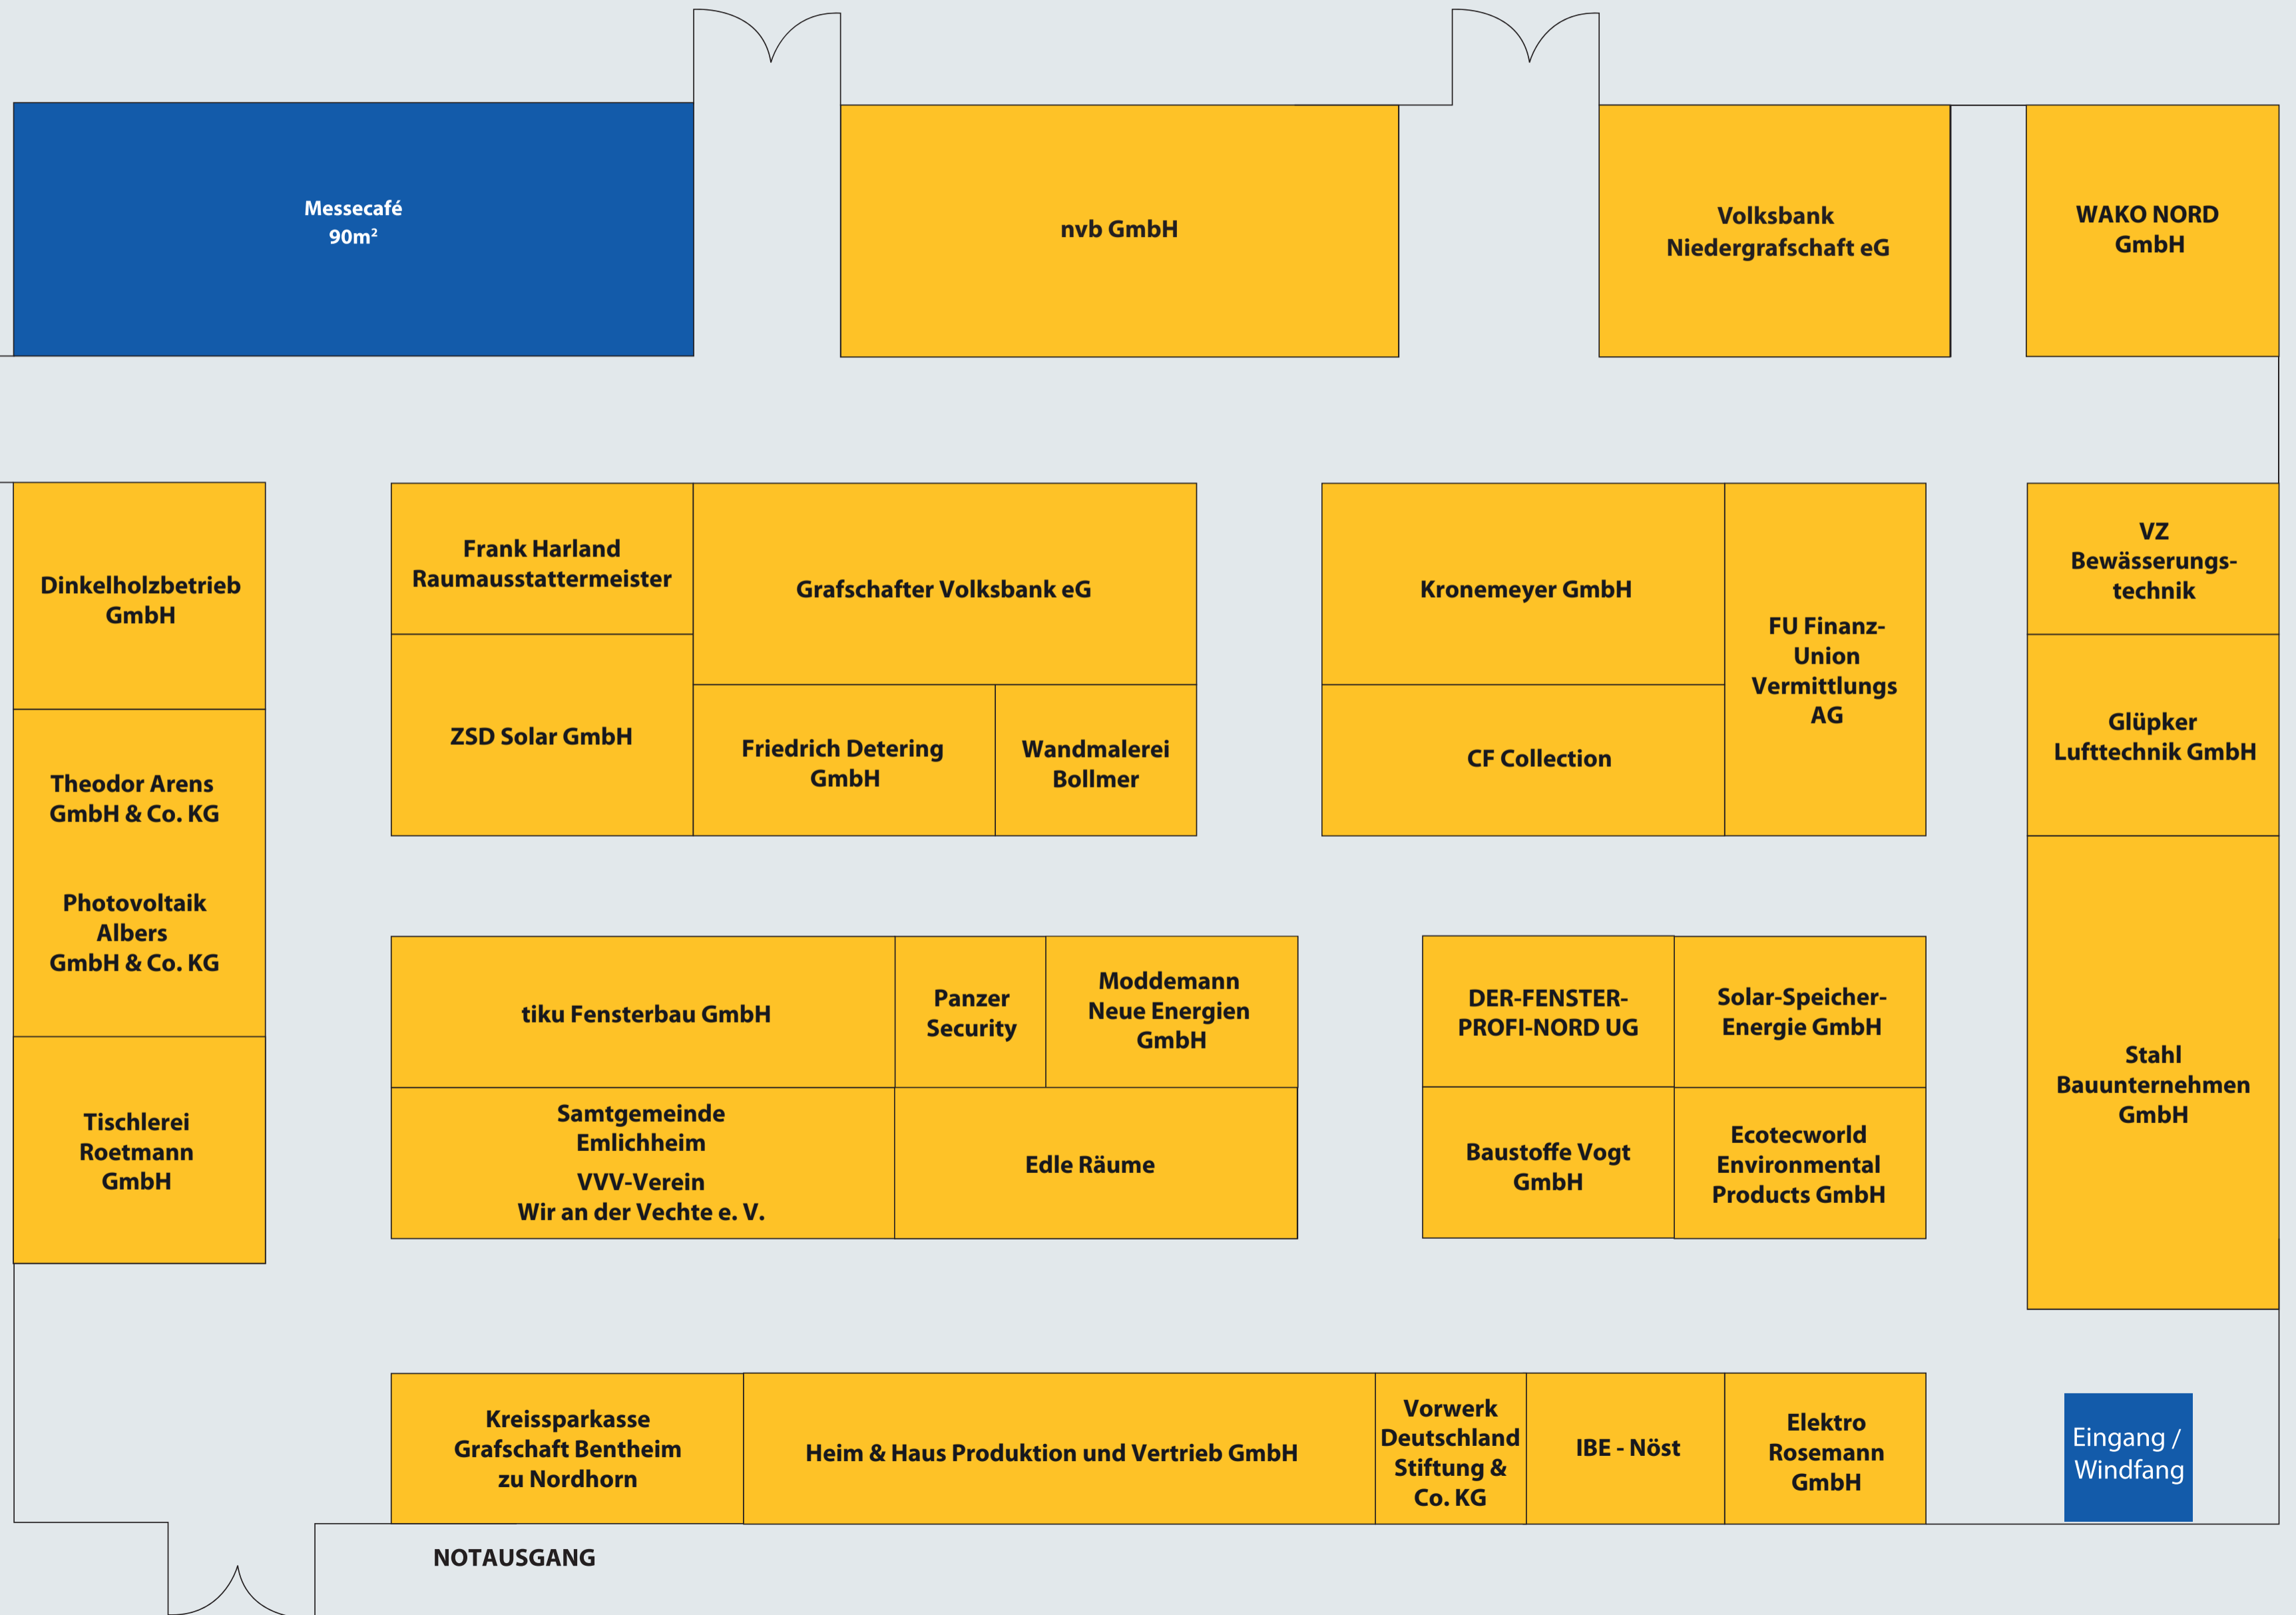 Messecafé
90m²
nvb GmbH
Volksbank
Niedergrafschaft eG
WAKO NORD
GmbH
Dinkelholzbetrieb
GmbH
Frank Harland
Raumausstattermeister
Grafschafter Volksbank eG
Kronemeyer GmbH
FU Finanz-
Union
Vermittlungs
AG
VZ
Bewässerungs-
technik
ZSD Solar GmbH
Friedrich Detering
GmbH
Wandmalerei
Bollmer
CF Collection
Glüpker
Lufttechnik GmbH
Theodor Arens
GmbH & Co. KG
Photovoltaik
Albers
GmbH & Co. KG
tiku Fensterbau GmbH
Panzer
Security
Moddemann
Neue Energien
GmbH
DER-FENSTER-
PROFI-NORD UG
Solar-Speicher-
Energie GmbH
Stahl
Bauunternehmen
GmbH
Tischlerei
Roetmann
GmbH
Samtgemeinde
Emlichheim
VVV-Verein
Wir an der Vechte e. V.
Edle Räume
Baustoffe Vogt
GmbH
Ecotecworld
Environmental
Products GmbH
Kreissparkasse
Grafschaft Bentheim
zu Nordhorn
Heim & Haus Produktion und Vertrieb GmbH
Vorwerk
Deutschland
Stiftung &
Co. KG
IBE - Nöst
Elektro
Rosemann
GmbH
Eingang /
Windfang
NOTAUSGANG